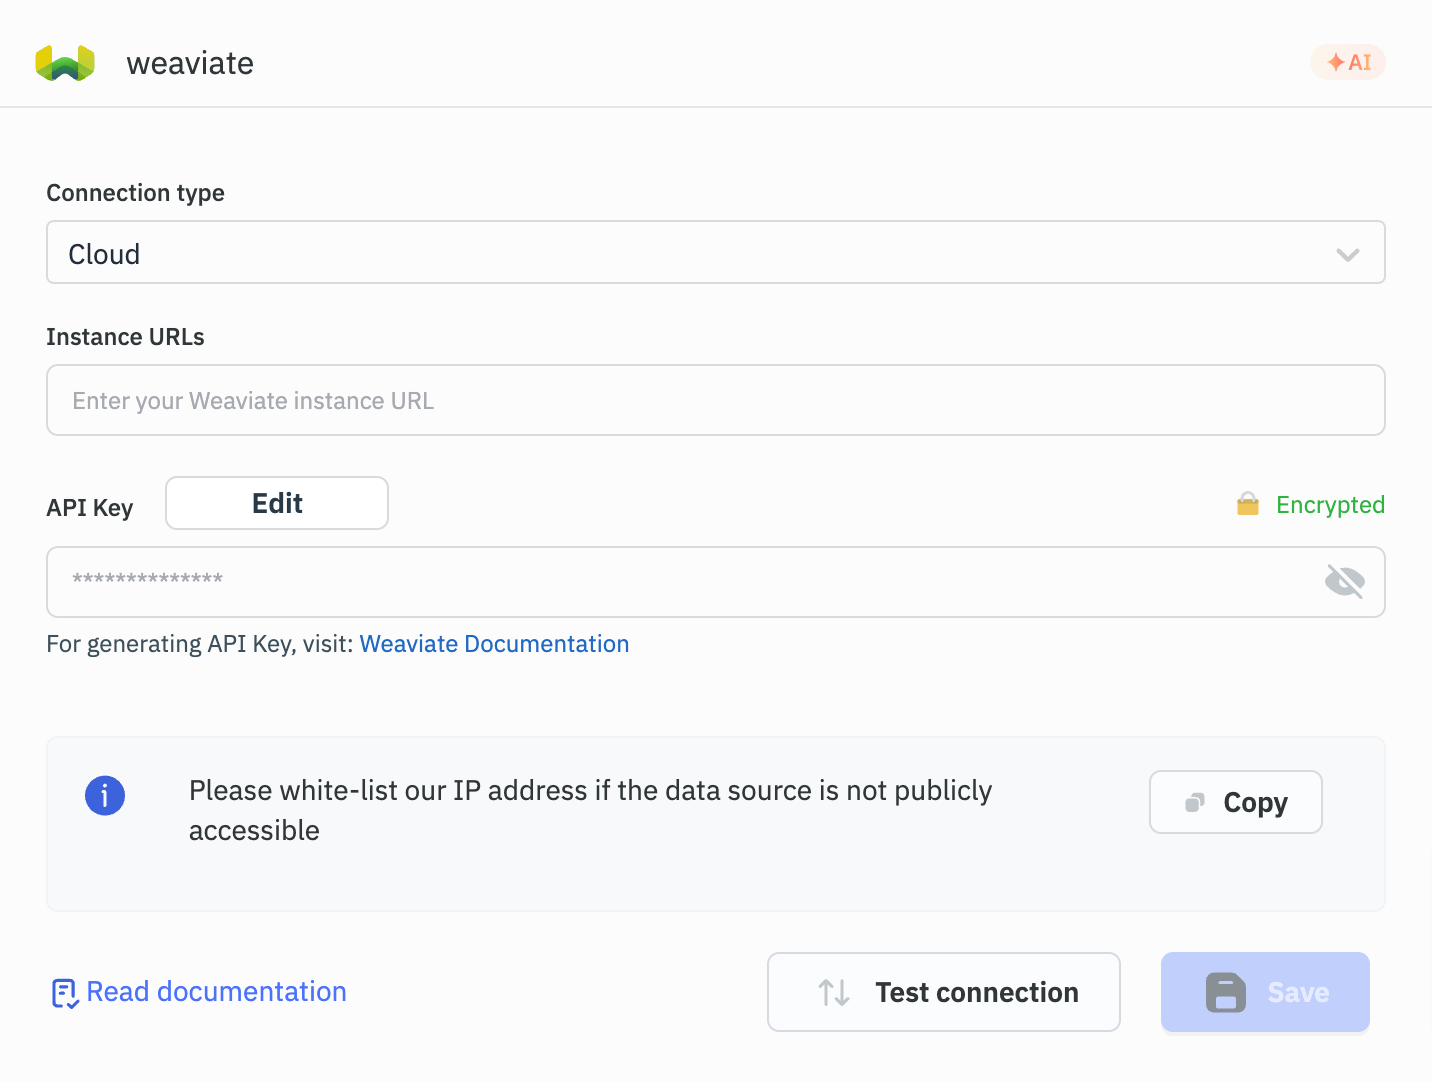 weaviate
AI
Connection type
Cloud
Instance URLs
Enter your Weaviate instance URL
API Key
Edit
Encrypted
**************
For generating API Key, visit: Weaviate Documentation
Please white-list our IP address if the data source is not publicly
accessible
Copy
Read documentation
Test connection
Save